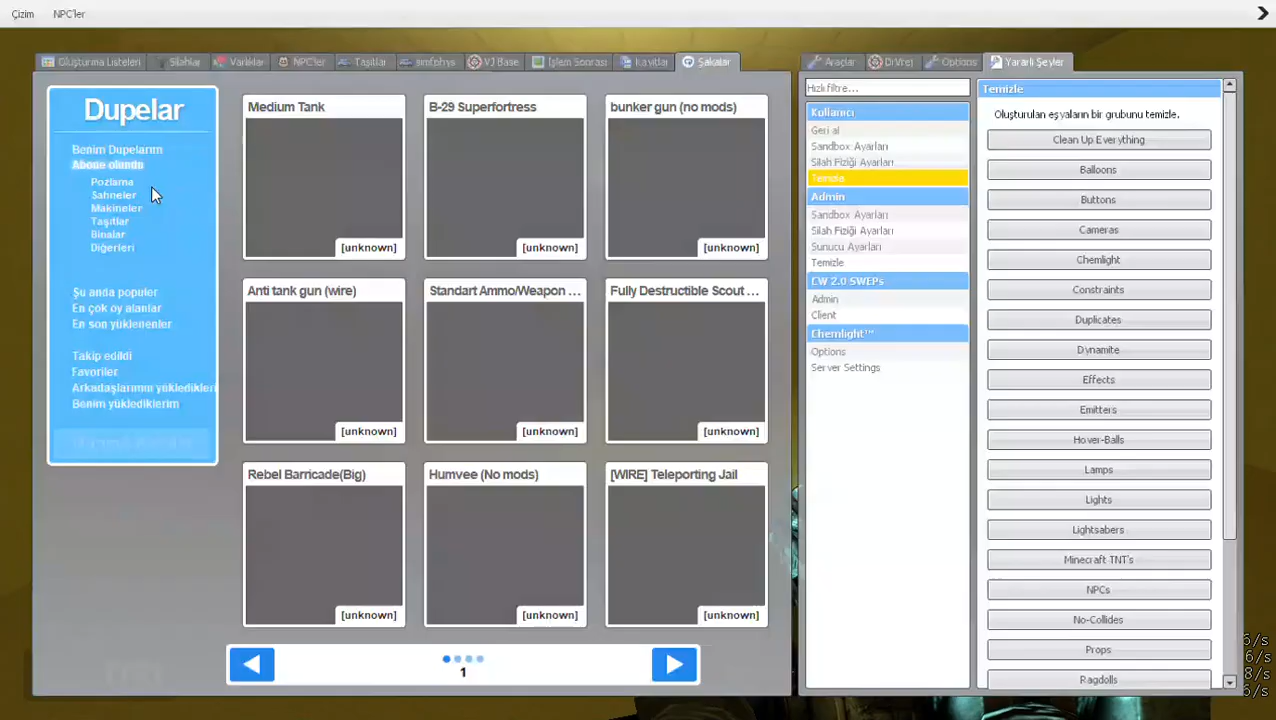 Çizim NPC'ler
Oluşturma Listeleri Silahlar Varlıklar NPC'ler Taşıtlar simfphys VJ Base İşlem Sonrası Kayıtlar Şakalar
Araçlar DrVrej Options Yararlı Şeyler
Dupelar
Benim Dupelarım
Abone olundu
Pozlama
Sahneler
Makineler
Taşıtlar
Binalar
Diğerleri
Şu anda popüler
En çok oy alanlar
En son yüklenenler
Takip edildi
Favoriler
Arkadaşlarımın yükledikleri
Benim yüklediklerim
Medium Tank
[unknown]
B-29 Superfortress
[unknown]
bunker gun (no mods)
[unknown]
Anti tank gun (wire)
[unknown]
Standart Ammo/Weapon ...
[unknown]
Fully Destructible Scout ...
[unknown]
Rebel Barricade(Big)
[unknown]
Humvee (No mods)
[unknown]
[WIRE] Teleporting Jail
[unknown]
1
Hızlı filtre...
Kullanıcı
Geri al
Sandbox Ayarları
Silah Fiziği Ayarları
Temizle
Admin
Sandbox Ayarları
Silah Fiziği Ayarları
Sunucu Ayarları
Temizle
CW 2.0 SWEPs
Admin
Client
Chemlight™
Options
Server Settings
Temizle
Oluşturulan eşyaların bir grubunu temizle.
Clean Up Everything
Balloons
Buttons
Cameras
Chemlight
Constraints
Duplicates
Dynamite
Effects
Emitters
Hover-Balls
Lamps
Lights
Lightsabers
Minecraft TNT's
NPCs
No-Collides
Props
Ragdolls
6/s
6/s
8/s
6/s